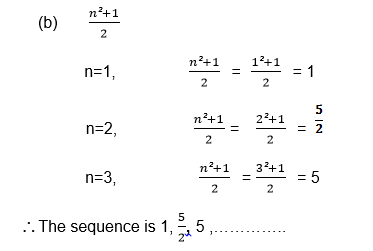 (b) (n²+1)/2
n=1, (n²+1)/2 = (1²+1)/2 = 1
n=2, (n²+1)/2 = (2²+1)/2 = 5/2
n=3, (n²+1)/2 = (3²+1)/2 = 5
∴ The sequence is 1, 5/2, 5 ,…………..